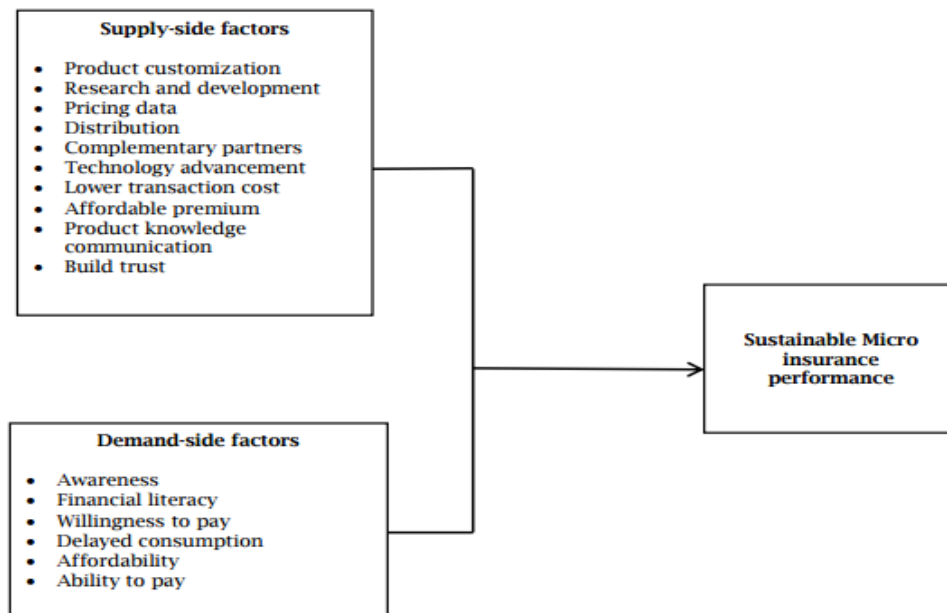 Supply-side factors
• Product customization
• Research and development
• Pricing data
• Distribution
• Complementary partners
• Technology advancement
• Lower transaction cost
• Affordable premium
• Product knowledge
communication
• Build trust
Demand-side factors
• Awareness
• Financial literacy
• Willingness to pay
• Delayed consumption
• Affordability
• Ability to pay
Sustainable Micro
insurance
performance